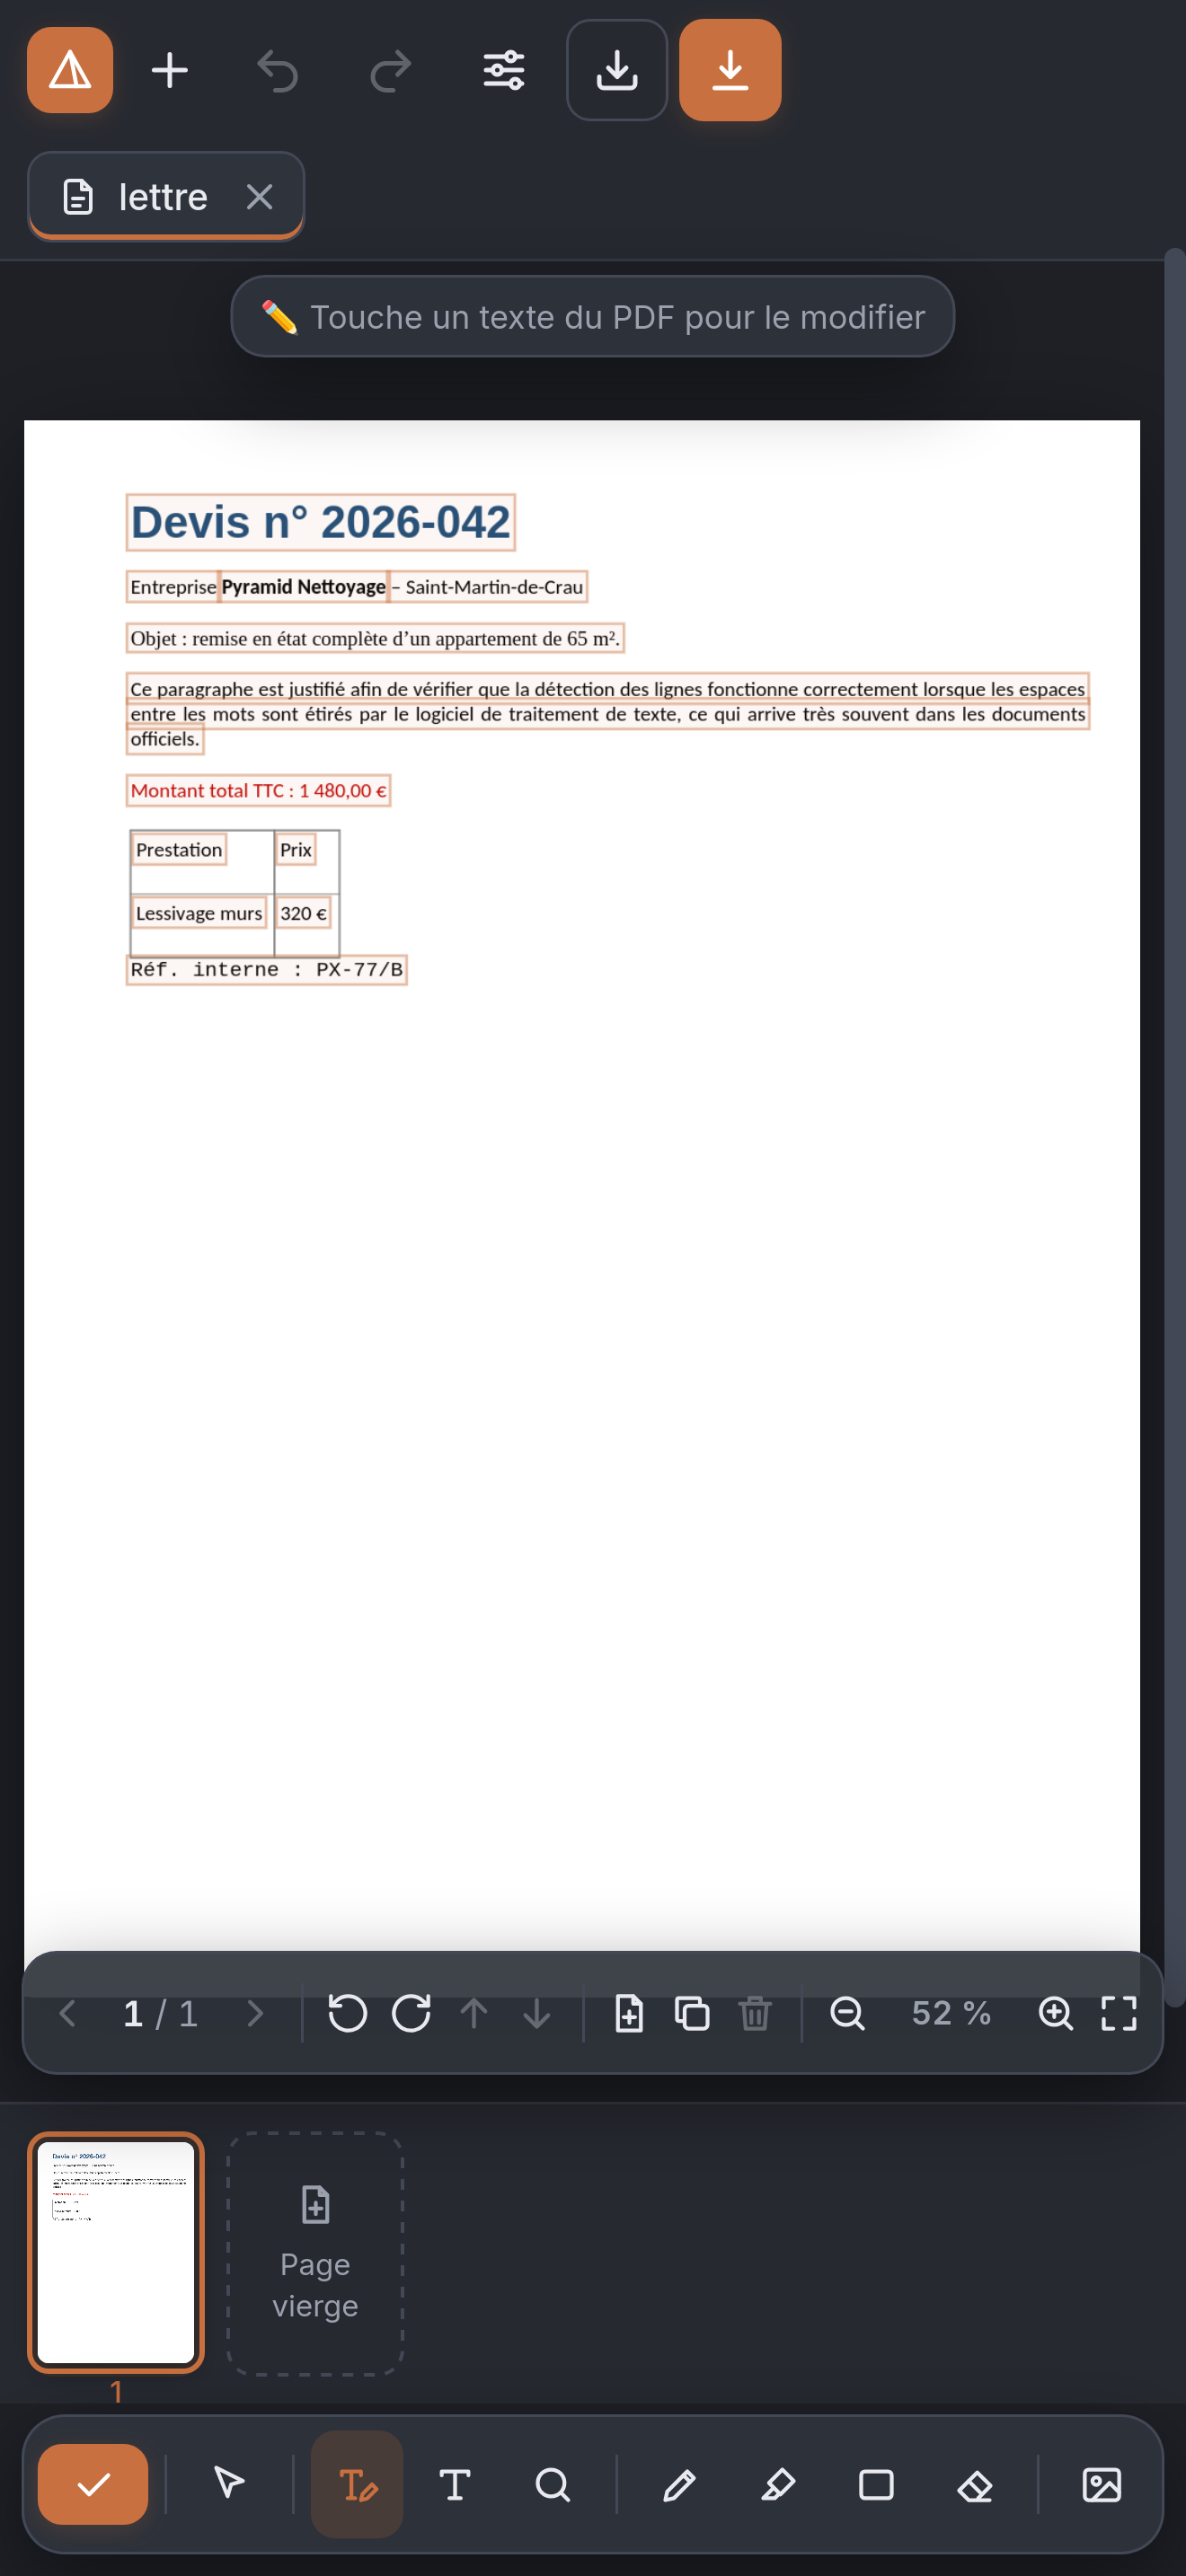 lettre
✏️ Touche un texte du PDF pour le modifier
Devis n° 2026-042
Entreprise Pyramid Nettoyage – Saint-Martin-de-Crau
Objet : remise en état complète d’un appartement de 65 m².
Ce paragraphe est justifié afin de vérifier que la détection des lignes fonctionne correctement lorsque les espaces
entre les mots sont étirés par le logiciel de traitement de texte, ce qui arrive très souvent dans les documents
officiels.
Montant total TTC : 1 480,00 €
Prestation Prix
Lessivage murs 320 €
Réf. interne : PX-77/B
1 / 1 52 %
Devis n° 2026-042
Page
vierge
1